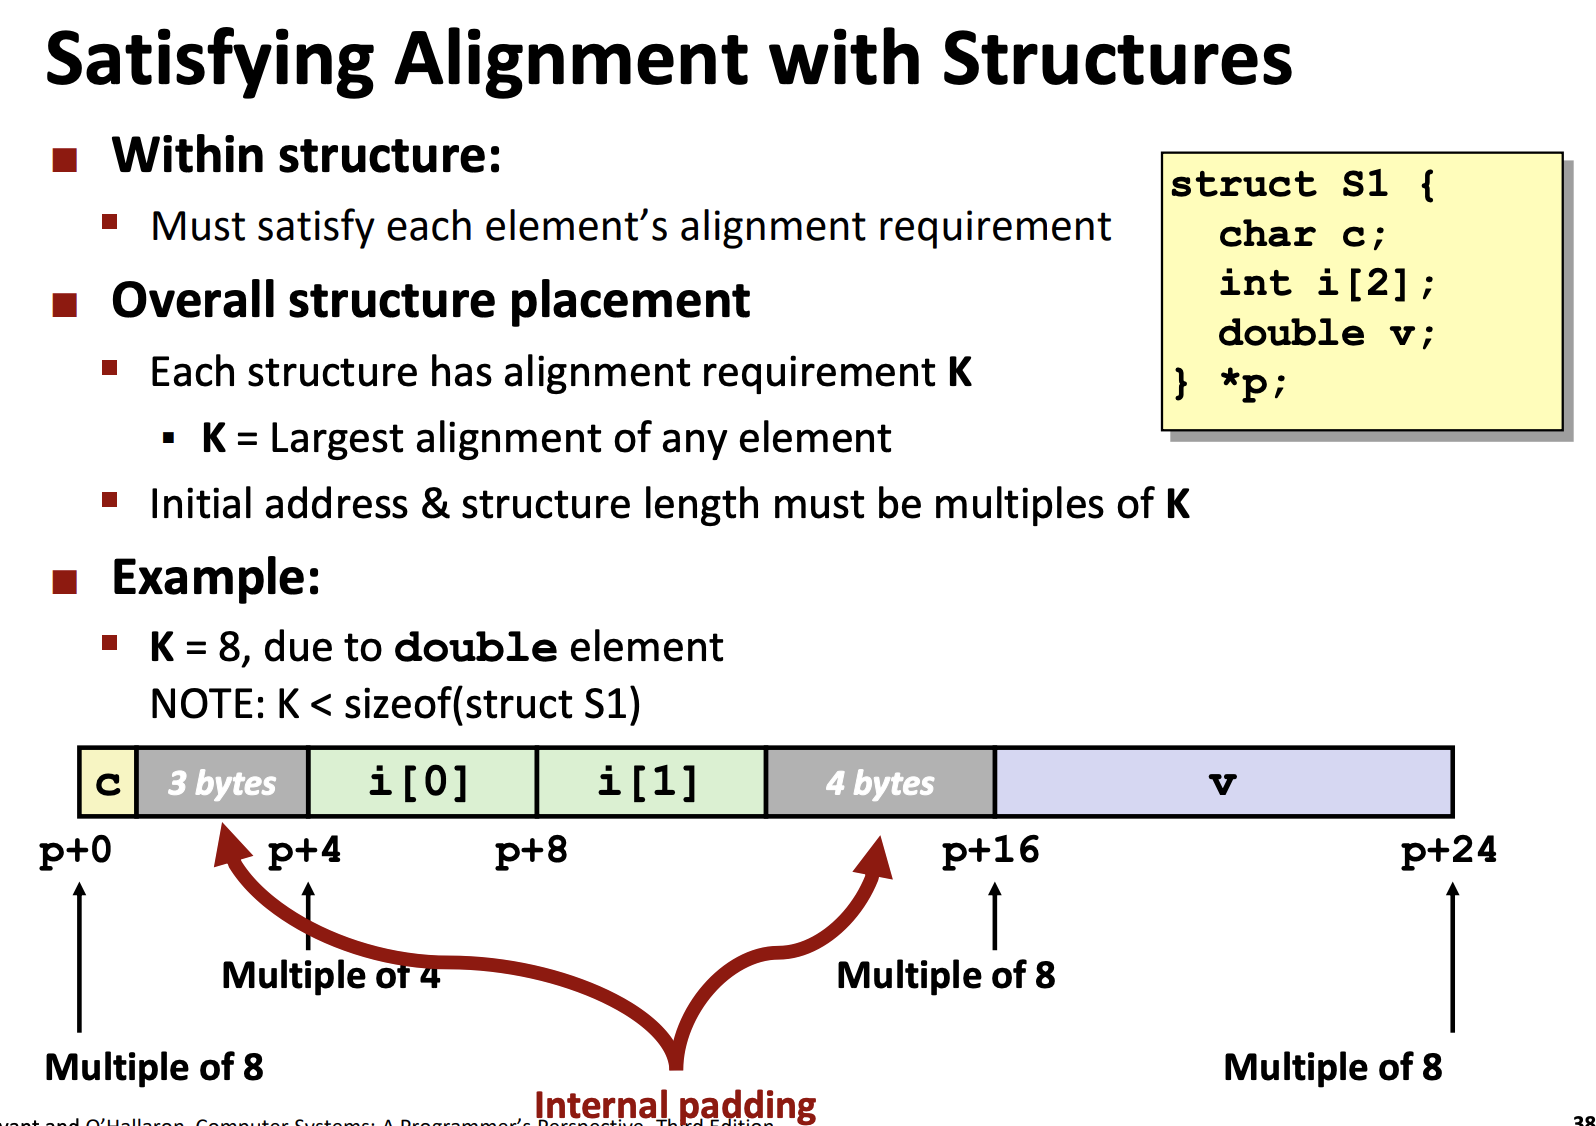 Satisfying Alignment with Structures
Within structure:
Must satisfy each element’s alignment requirement
Overall structure placement
Each structure has alignment requirement K
K = Largest alignment of any element
Initial address & structure length must be multiples of K
Example:
K = 8, due to double element
NOTE: K < sizeof(struct S1)
struct S1 {
char c;
int i[2];
double v;
} *p;
c 3 bytes i[0] i[1] 4 bytes v
p+0 p+4 p+8 p+16 p+24
Multiple of 4 Multiple of 8
Multiple of 8 Multiple of 8
Internal padding
and O’Hallaron, Computer Systems: A Programmer’s Perspective, Third Edition
38